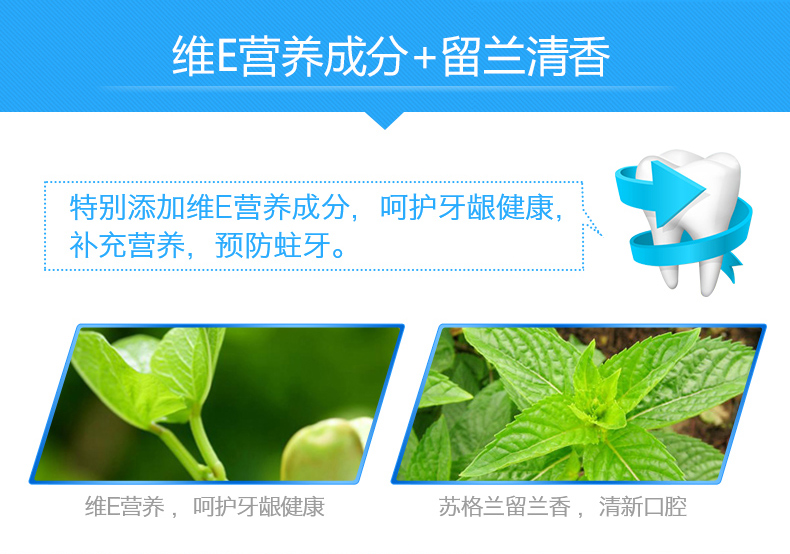 维E营养成分+留兰清香
特别添加维E营养成分，呵护牙龈健康，
补充营养，预防蛀牙。
维E营养，呵护牙龈健康
苏格兰留兰香，清新口腔